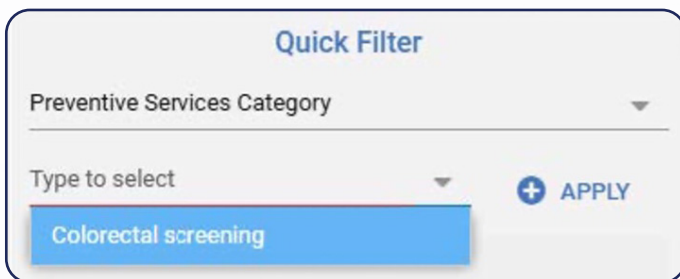 Quick Filter
Preventive Services Category
Type to select
APPLY
Colorectal screening